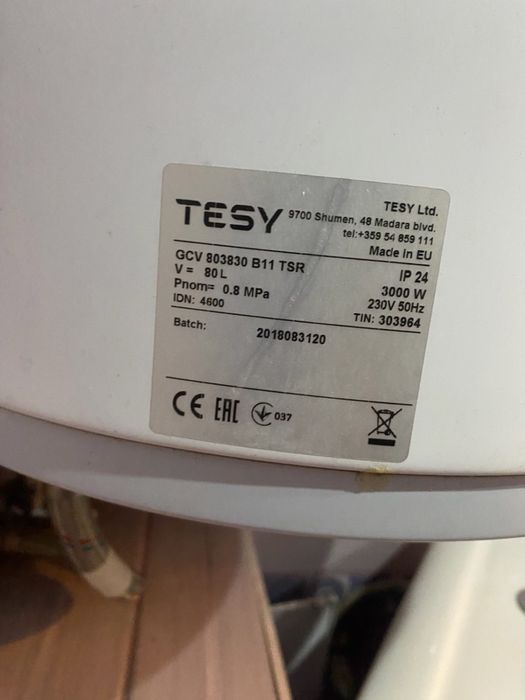 TESY
TESY Ltd.
9700 Shumen, 48 Madara blvd.
tel:+359 54 859 111
Made in EU
GCV 803830 B11 TSR
IP 24
V = 80 L
3000 W
Pnom= 0.8 MPa
230V 50Hz
IDN: 4600
TIN: 303964
Batch: 2018083120
CE EAC 037